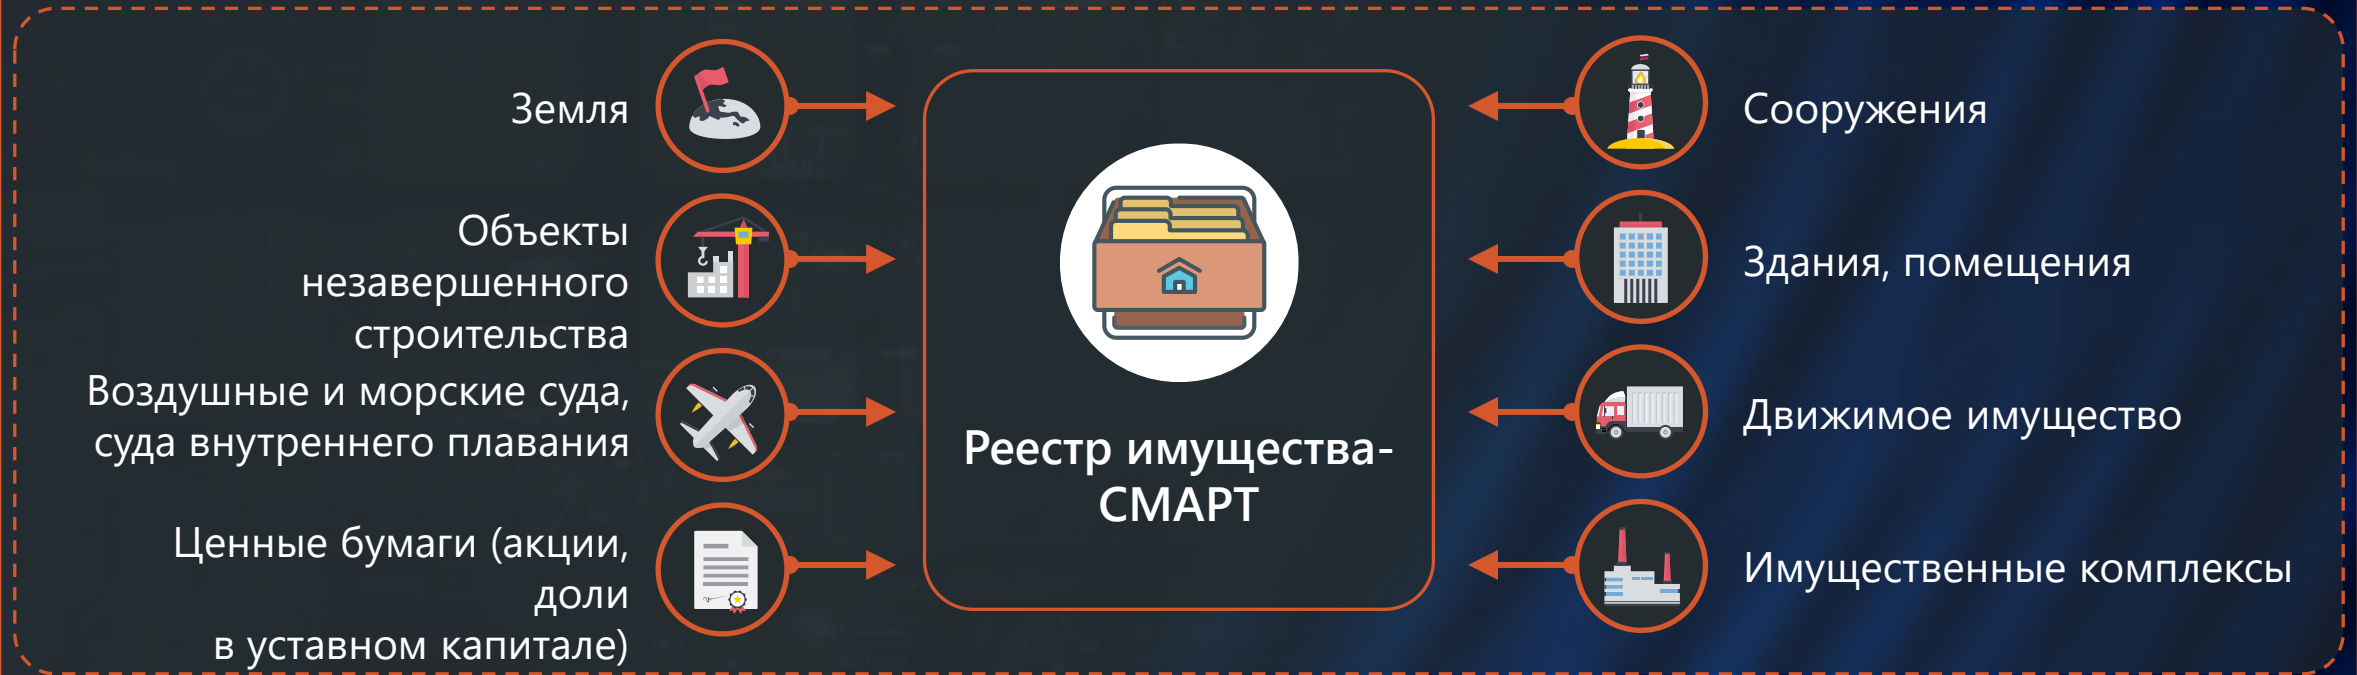 Земля
Объекты
незавершенного
строительства
Воздушные и морские суда,
суда внутреннего плавания
Ценные бумаги (акции,
доли
в уставном капитале)
Реестр имущества-
СМАРТ
Сооружения
Здания, помещения
Движимое имущество
Имущественные комплексы